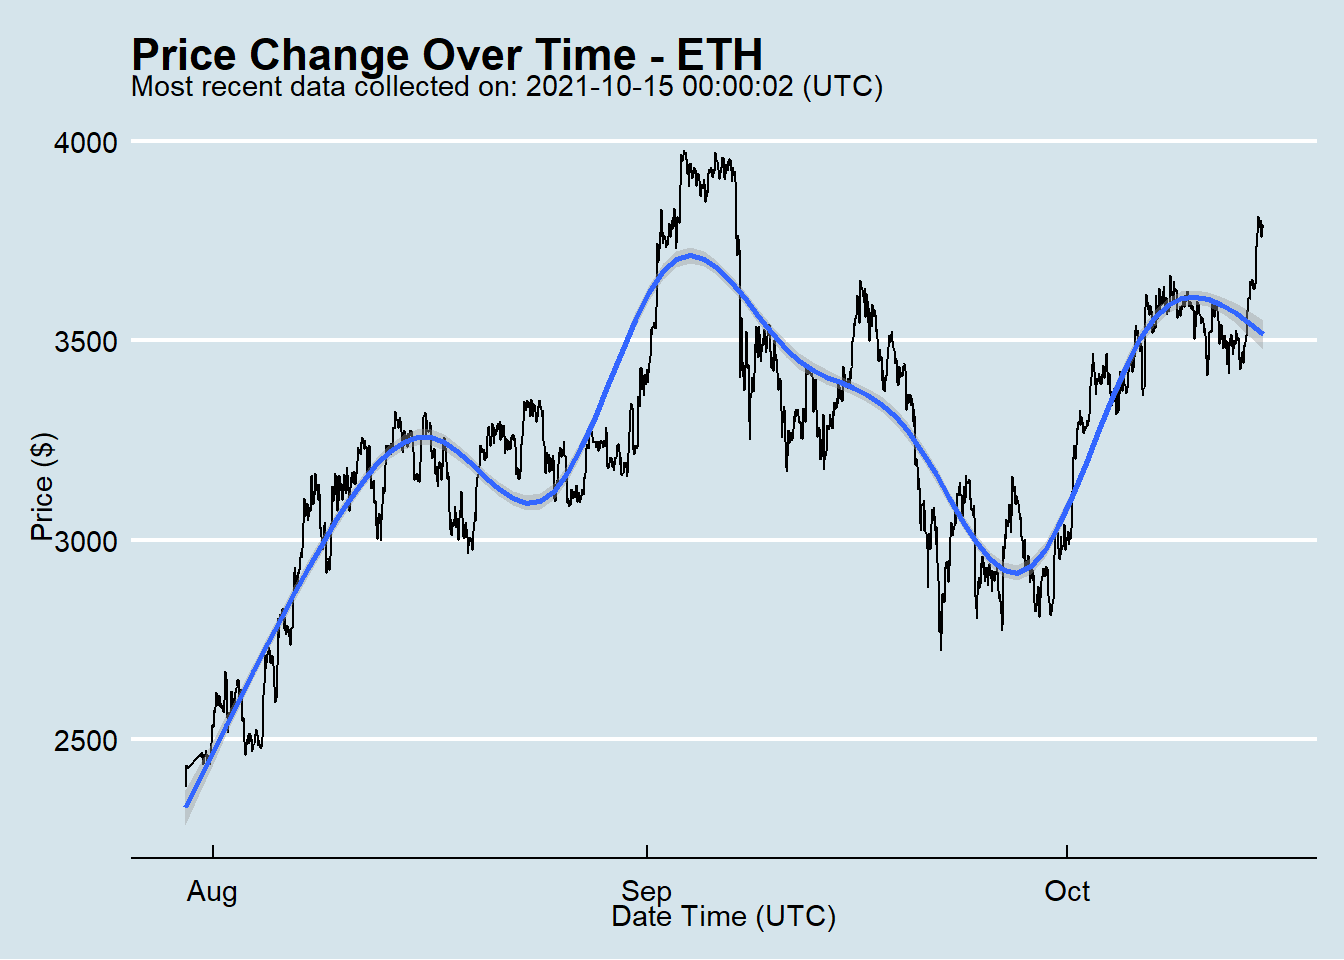 Price Change Over Time - ETH
Most recent data collected on: 2021-10-15 00:00:02 (UTC)
4000
3500
3000
2500
Price ($)
Aug
Sep
Oct
Date Time (UTC)